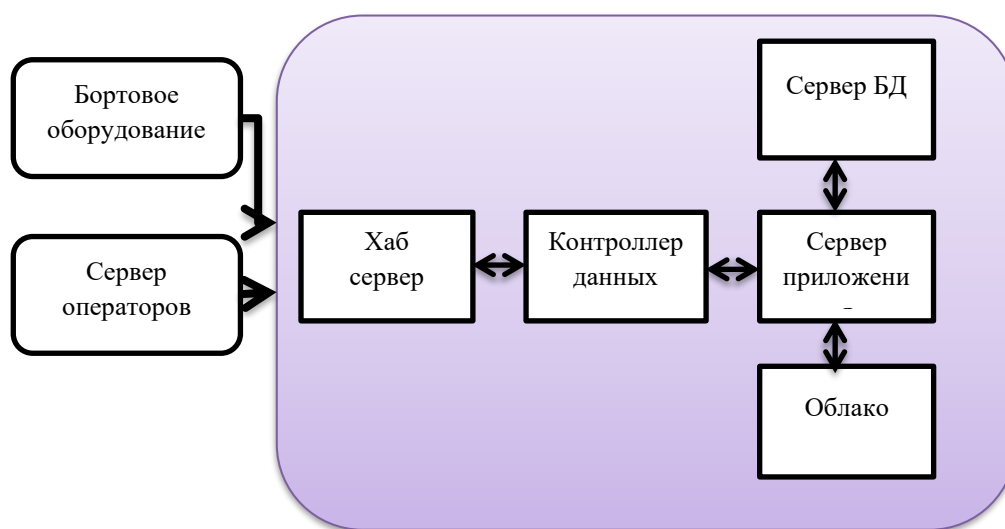 Бортовое
оборудование
Сервер
операторов
Хаб
сервер
Контроллер
данных
Сервер БД
Сервер
приложени
Облако